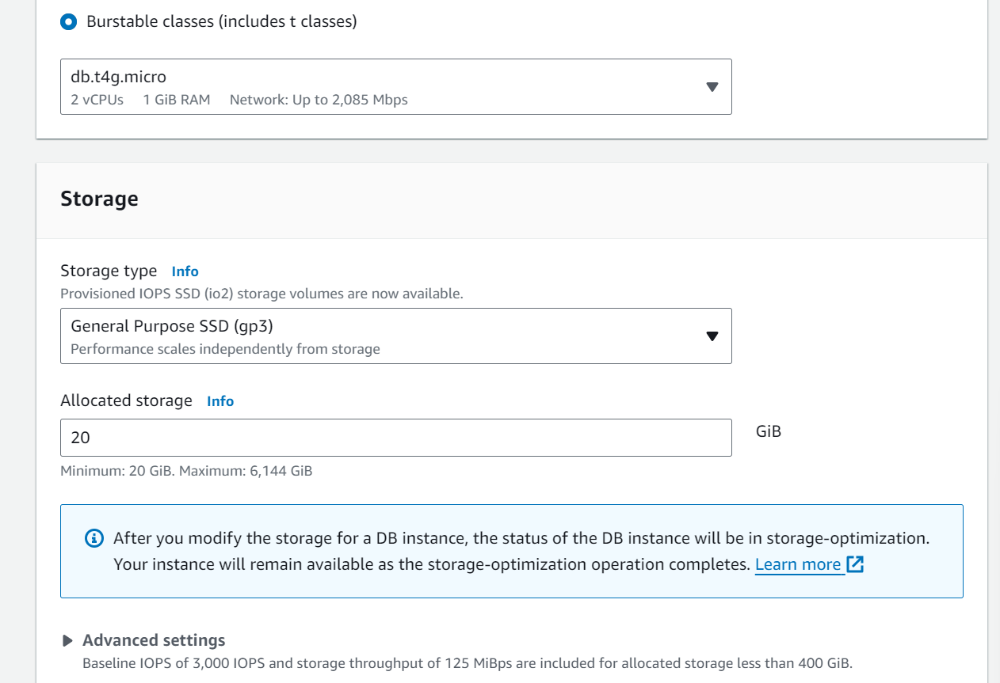 Burstable classes (includes t classes)
db.t4g.micro
2 vCPUs 1 GiB RAM Network: Up to 2,085 Mbps
Storage
Storage type Info
Provisioned IOPS SSD (io2) storage volumes are now available.
General Purpose SSD (gp3)
Performance scales independently from storage
Allocated storage Info
20 GiB
Minimum: 20 GiB. Maximum: 6,144 GiB
After you modify the storage for a DB instance, the status of the DB instance will be in storage-optimization.
Your instance will remain available as the storage-optimization operation completes. Learn more
Advanced settings
Baseline IOPS of 3,000 IOPS and storage throughput of 125 MiBps are included for allocated storage less than 400 GiB.